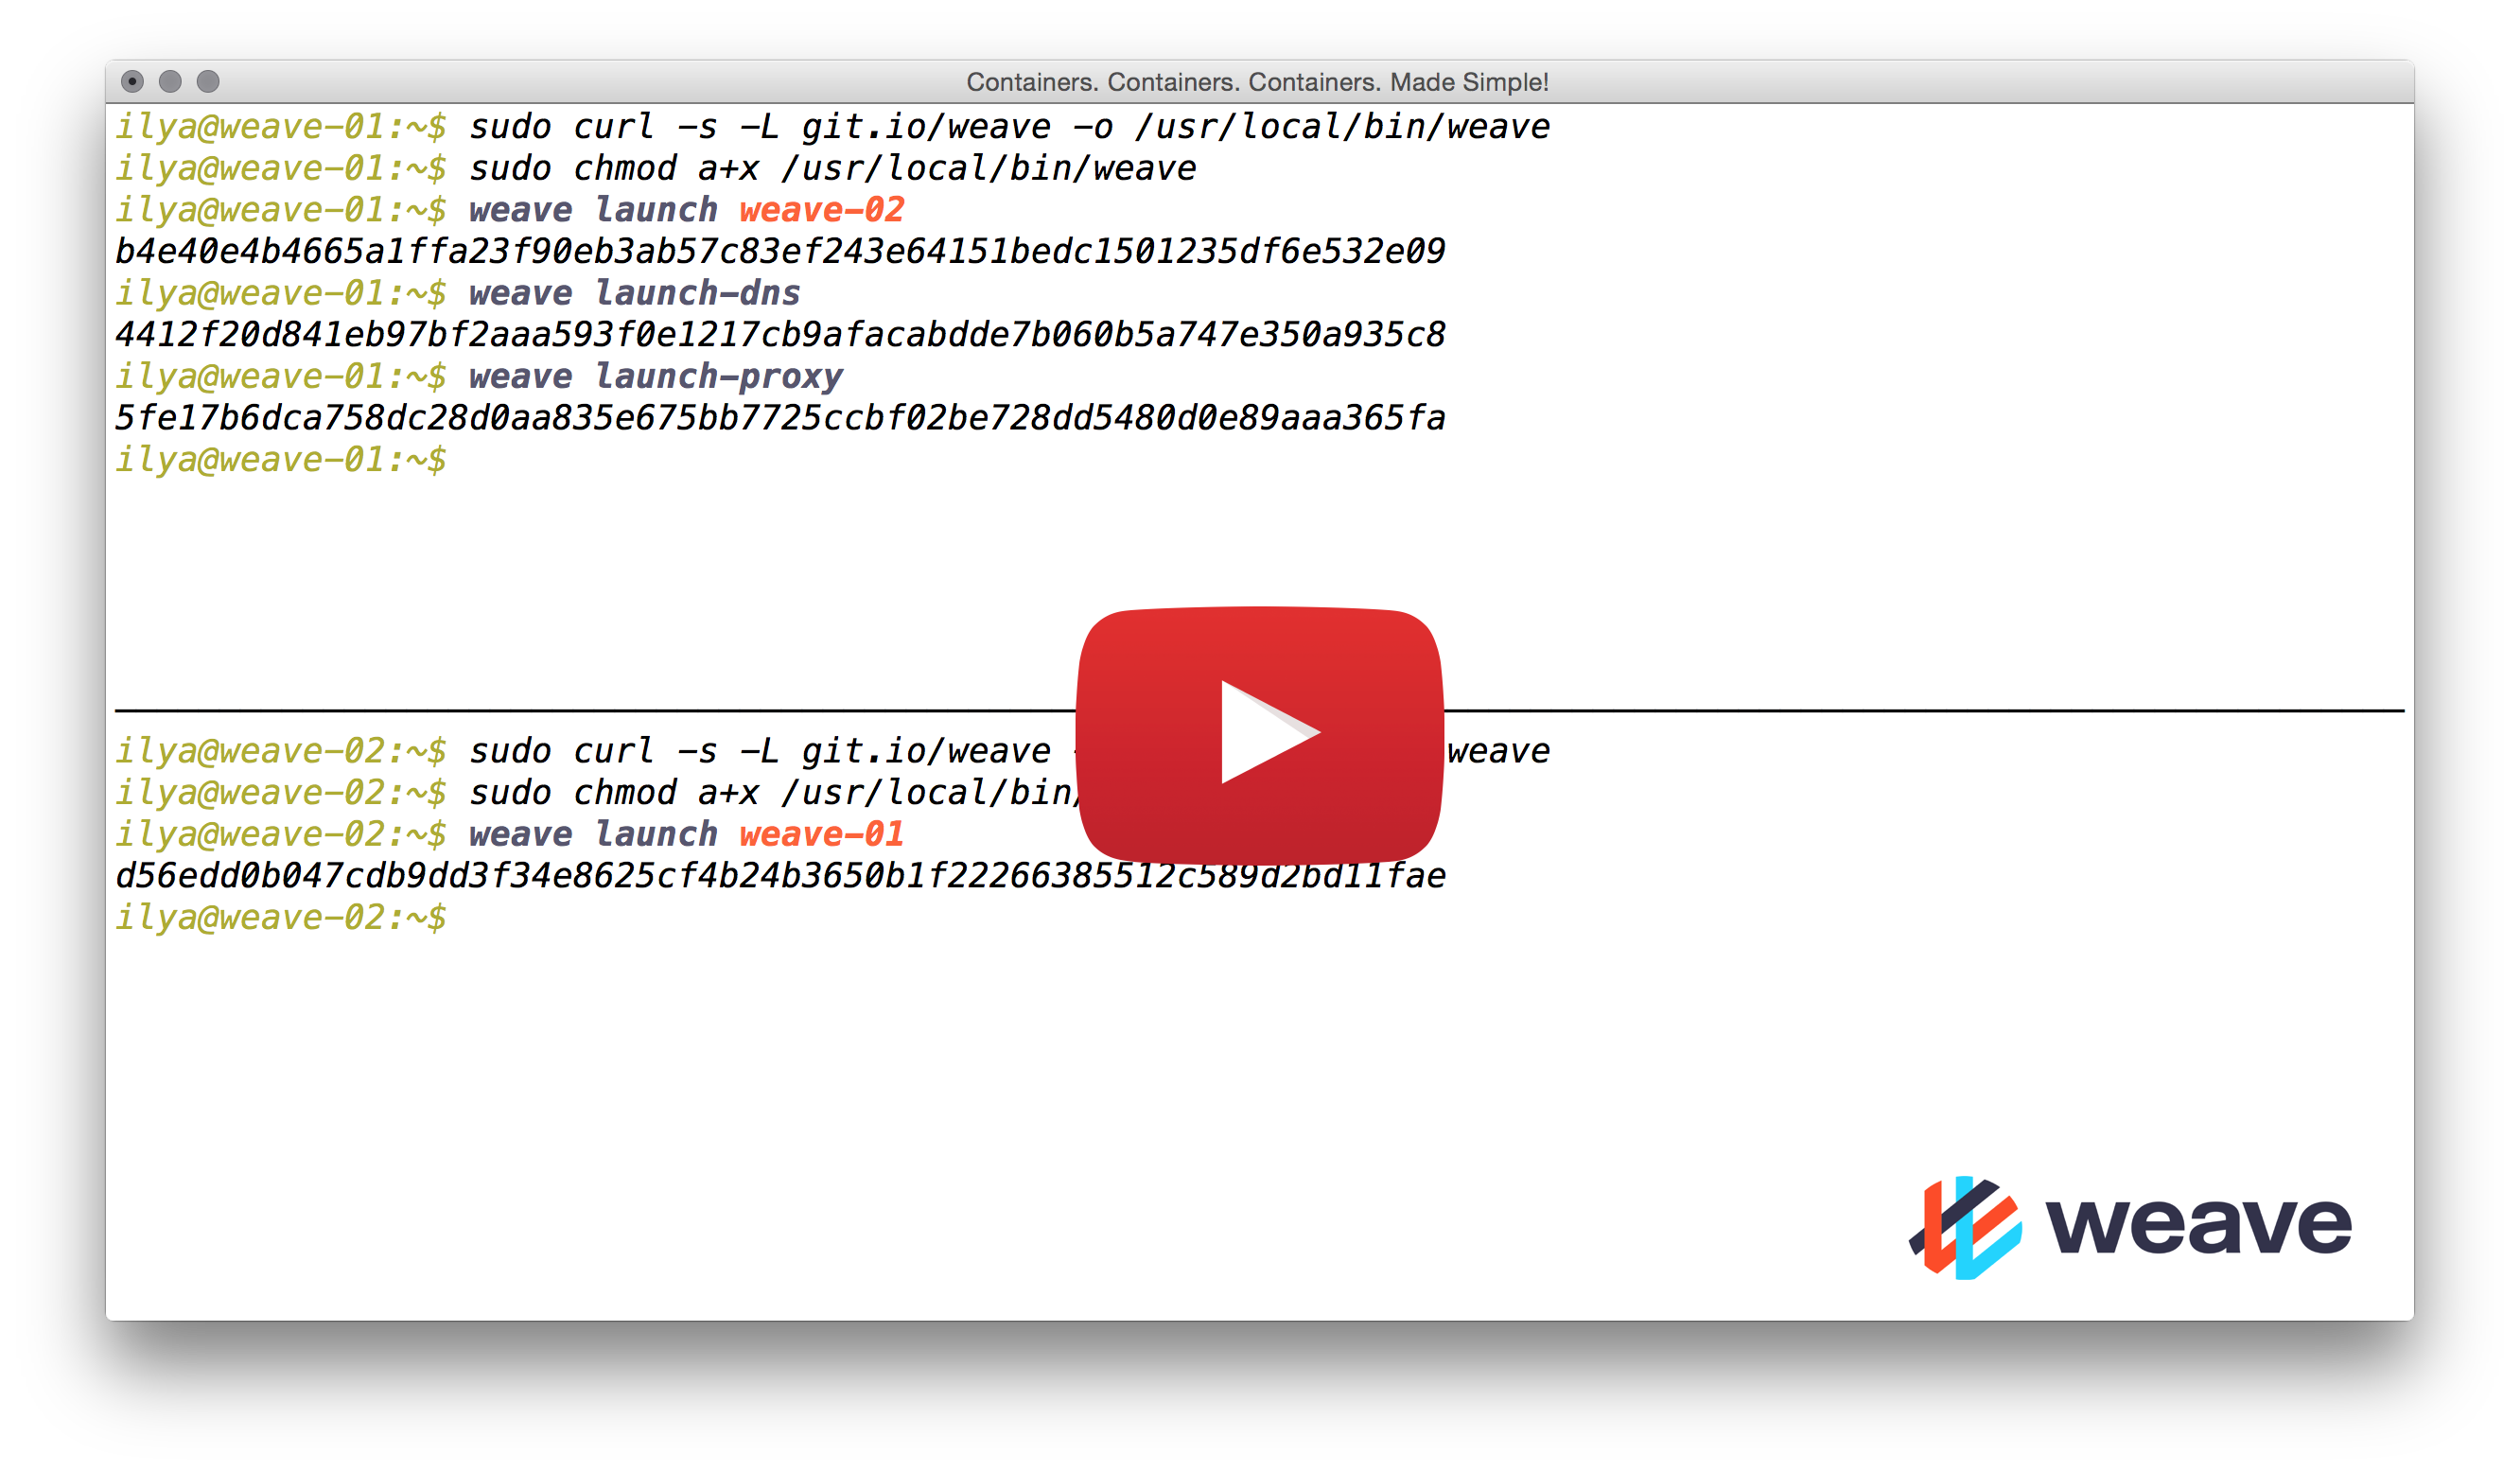 Containers. Containers. Containers. Made Simple!
ilya@weave-01:~$ sudo curl -s -L git.io/weave -o /usr/local/bin/weave
ilya@weave-01:~$ sudo chmod a+x /usr/local/bin/weave
ilya@weave-01:~$ weave launch weave-02
b4e40e4b4665a1ffa23f90eb3ab57c83ef243e64151bedc1501235df6e532e09
ilya@weave-01:~$ weave launch-dns
4412f20d841eb97bf2aaa593f0e1217cb9afacabdde7b060b5a747e350a935c8
ilya@weave-01:~$ weave launch-proxy
5fe17b6dca758dc28d0aa835e675bb7725ccbf02be728dd5480d0e89aaa365fa
ilya@weave-01:~$
ilya@weave-02:~$ sudo curl -s -L git.io/weave weave
ilya@weave-02:~$ sudo chmod a+x /usr/local/bin/
ilya@weave-02:~$ weave launch weave-01
d56edd0b047cdb9dd3f34e8625cf4b24b3650b1f22266385512c589d2bd11fae
ilya@weave-02:~$
weave